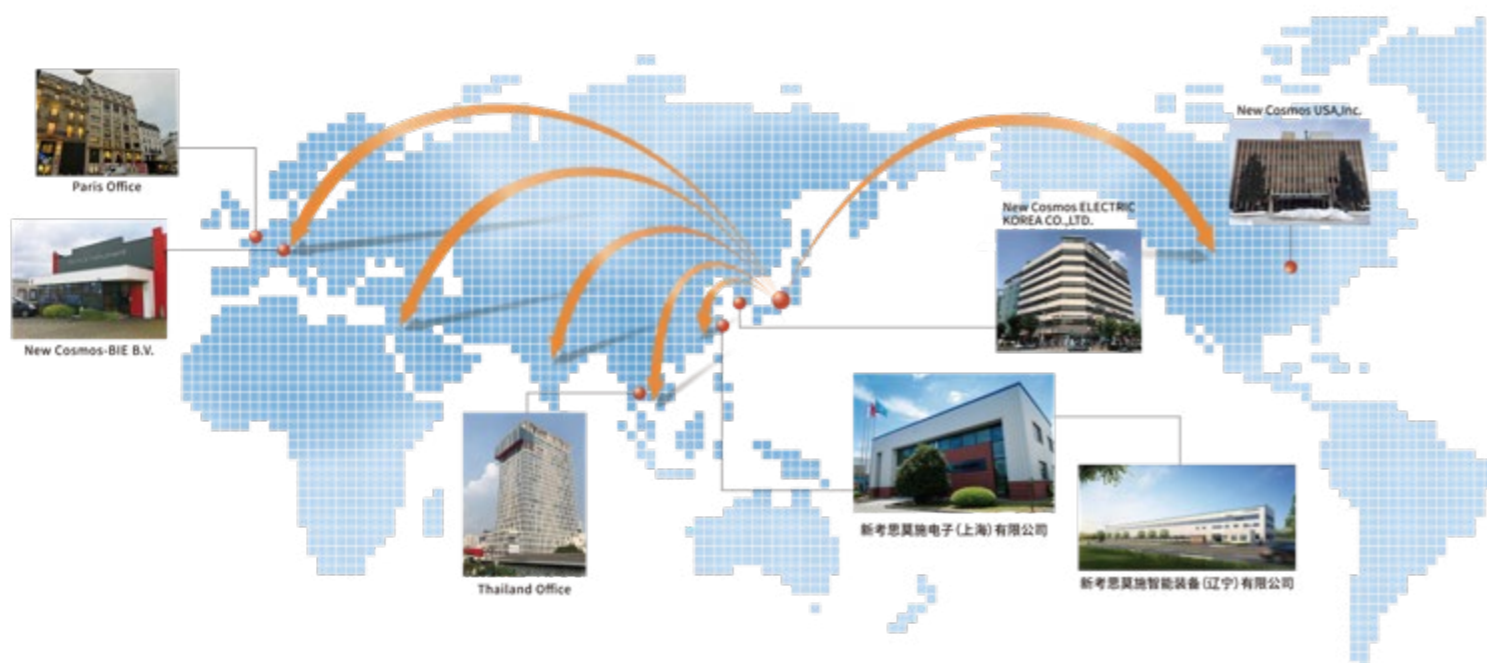 New Cosmos USA,Inc.
Paris Office
New Cosmos ELECTRIC
KOREA CO.,LTD.
New Cosmos-BIE B.V.
新考思莫施电子(上海)有限公司
新考思莫施智能装备(辽宁)有限公司
Thailand Office